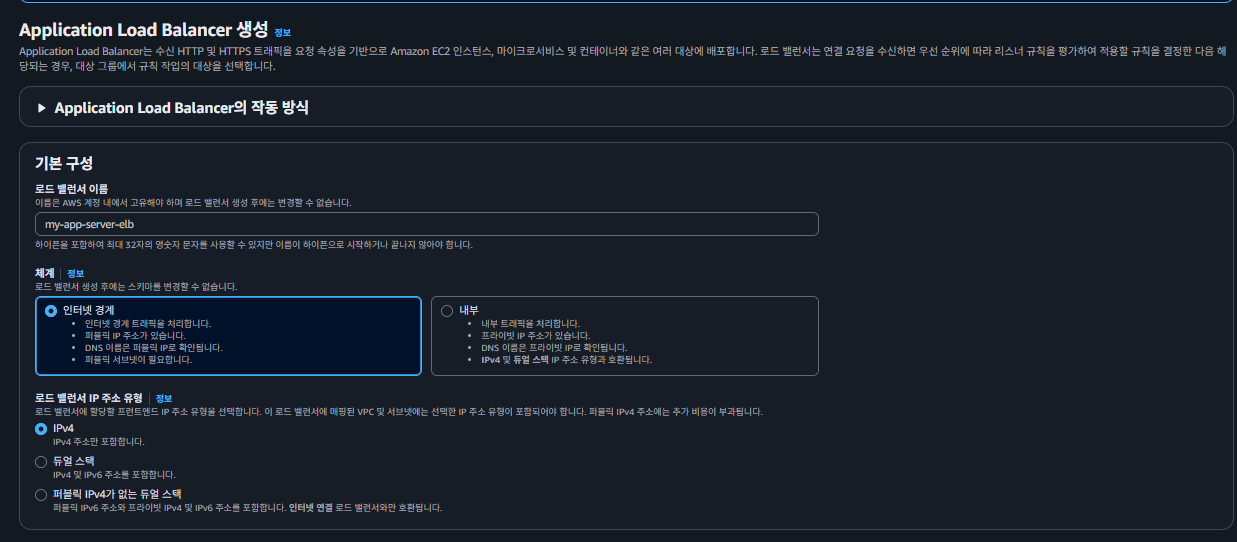 Application Load Balancer 생성 정보
Application Load Balancer는 수신 HTTP 및 HTTPS 트래픽을 요청 속성을 기반으로 Amazon EC2 인스턴스, 마이크로서비스 및 컨테이너와 같은 여러 대상에 배포합니다. 로드 밸런서는 연결 요청을 수신하면 우선 순위에 따라 리스너 규칙을 평가하여 적용할 규칙을 결정한 다음 해
당되는 경우, 대상 그룹에서 규칙 작업의 대상을 선택합니다.
Application Load Balancer의 작동 방식
기본 구성
로드 밸런서 이름
이름은 AWS 계정 내에서 고유해야 하며 로드 밸런서 생성 후에는 변경할 수 없습니다.
my-app-server-elb
하이픈을 포함하여 최대 32자의 영숫자 문자를 사용할 수 있지만 이름이 하이픈으로 시작하거나 끝나지 않아야 합니다.
체계 정보
로드 밸런서 생성 후에는 스키마를 변경할 수 없습니다.
인터넷 경계
• 인터넷 경계 트래픽을 처리합니다.
• 퍼블릭 IP 주소가 있습니다.
• DNS 이름은 퍼블릭 IP로 확인됩니다.
• 퍼블릭 서브넷이 필요합니다.
내부
• 내부 트래픽을 처리합니다.
• 프라이빗 IP 주소가 있습니다.
• DNS 이름은 프라이빗 IP로 확인됩니다.
• IPv4 및 듀얼 스택 IP 주소 유형과 호환됩니다.
로드 밸런서 IP 주소 유형 정보
로드 밸런서에 할당할 프런트엔드 IP 주소 유형을 선택합니다. 이 로드 밸런서에 매핑된 VPC 및 서브넷에는 선택한 IP 주소 유형이 포함되어야 합니다. 퍼블릭 IPv4 주소에는 추가 비용이 부과됩니다.
IPv4
IPv4 주소만 포함합니다.
듀얼 스택
IPv4 및 IPv6 주소를 포함합니다.
퍼블릭 IPv4가 없는 듀얼 스택
퍼블릭 IPv6 주소와 프라이빗 IPv4 및 IPv6 주소를 포함합니다. 인터넷 연결 로드 밸런서와만 호환됩니다.